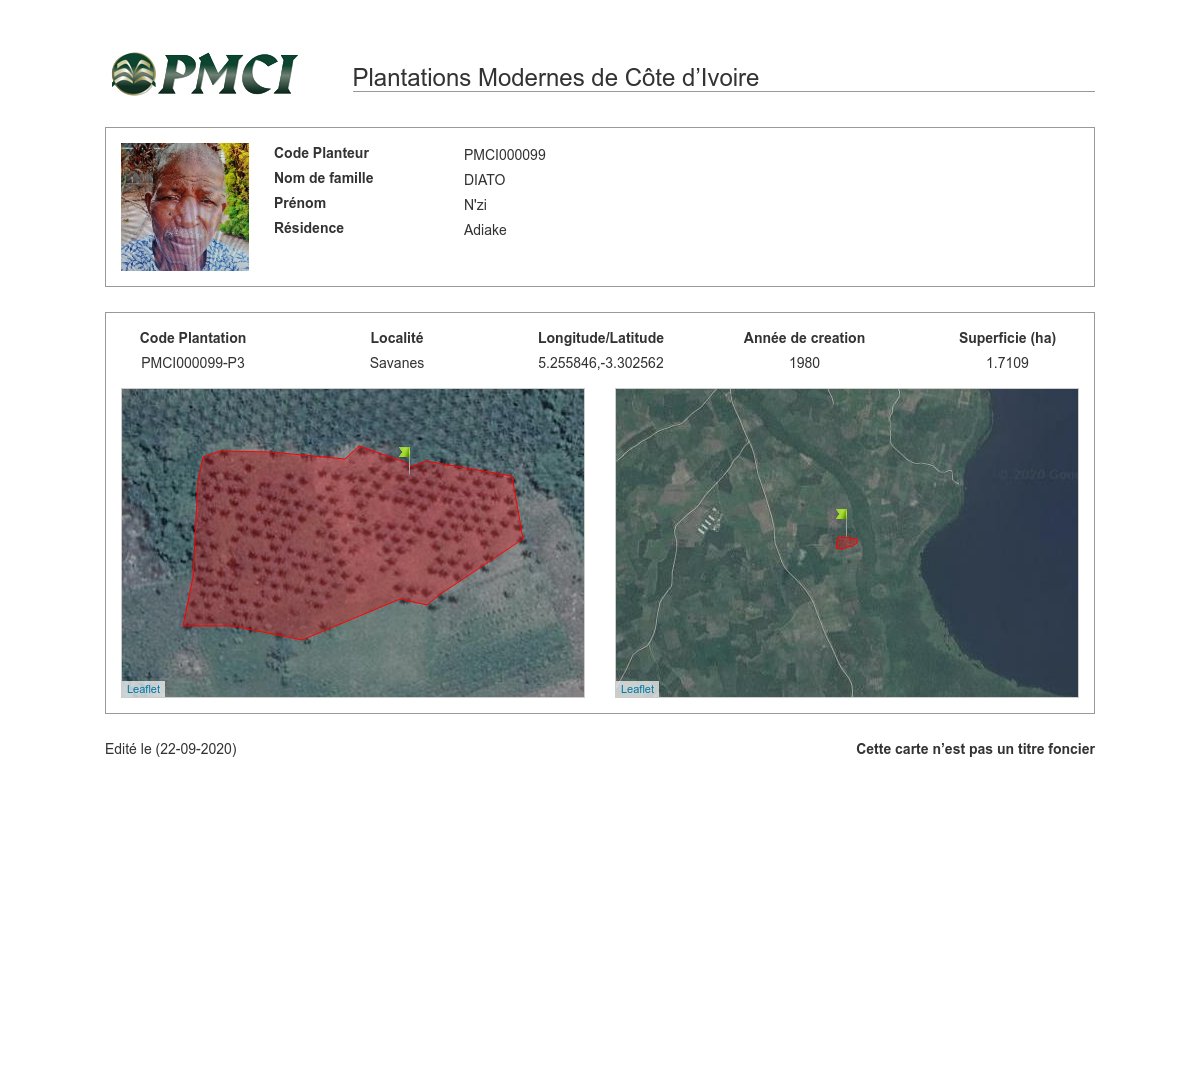 PMCI
Plantations Modernes de Côte d’Ivoire
Code Planteur PMCI000099
Nom de famille DIATO
Prénom N'zi
Résidence Adiake
Code Plantation Localité Longitude/Latitude Année de creation Superficie (ha)
PMCI000099-P3 Savanes 5.255846,-3.302562 1980 1.7109
© 2020
Leaflet Leaflet
Edité le (22-09-2020) Cette carte n’est pas un titre foncier